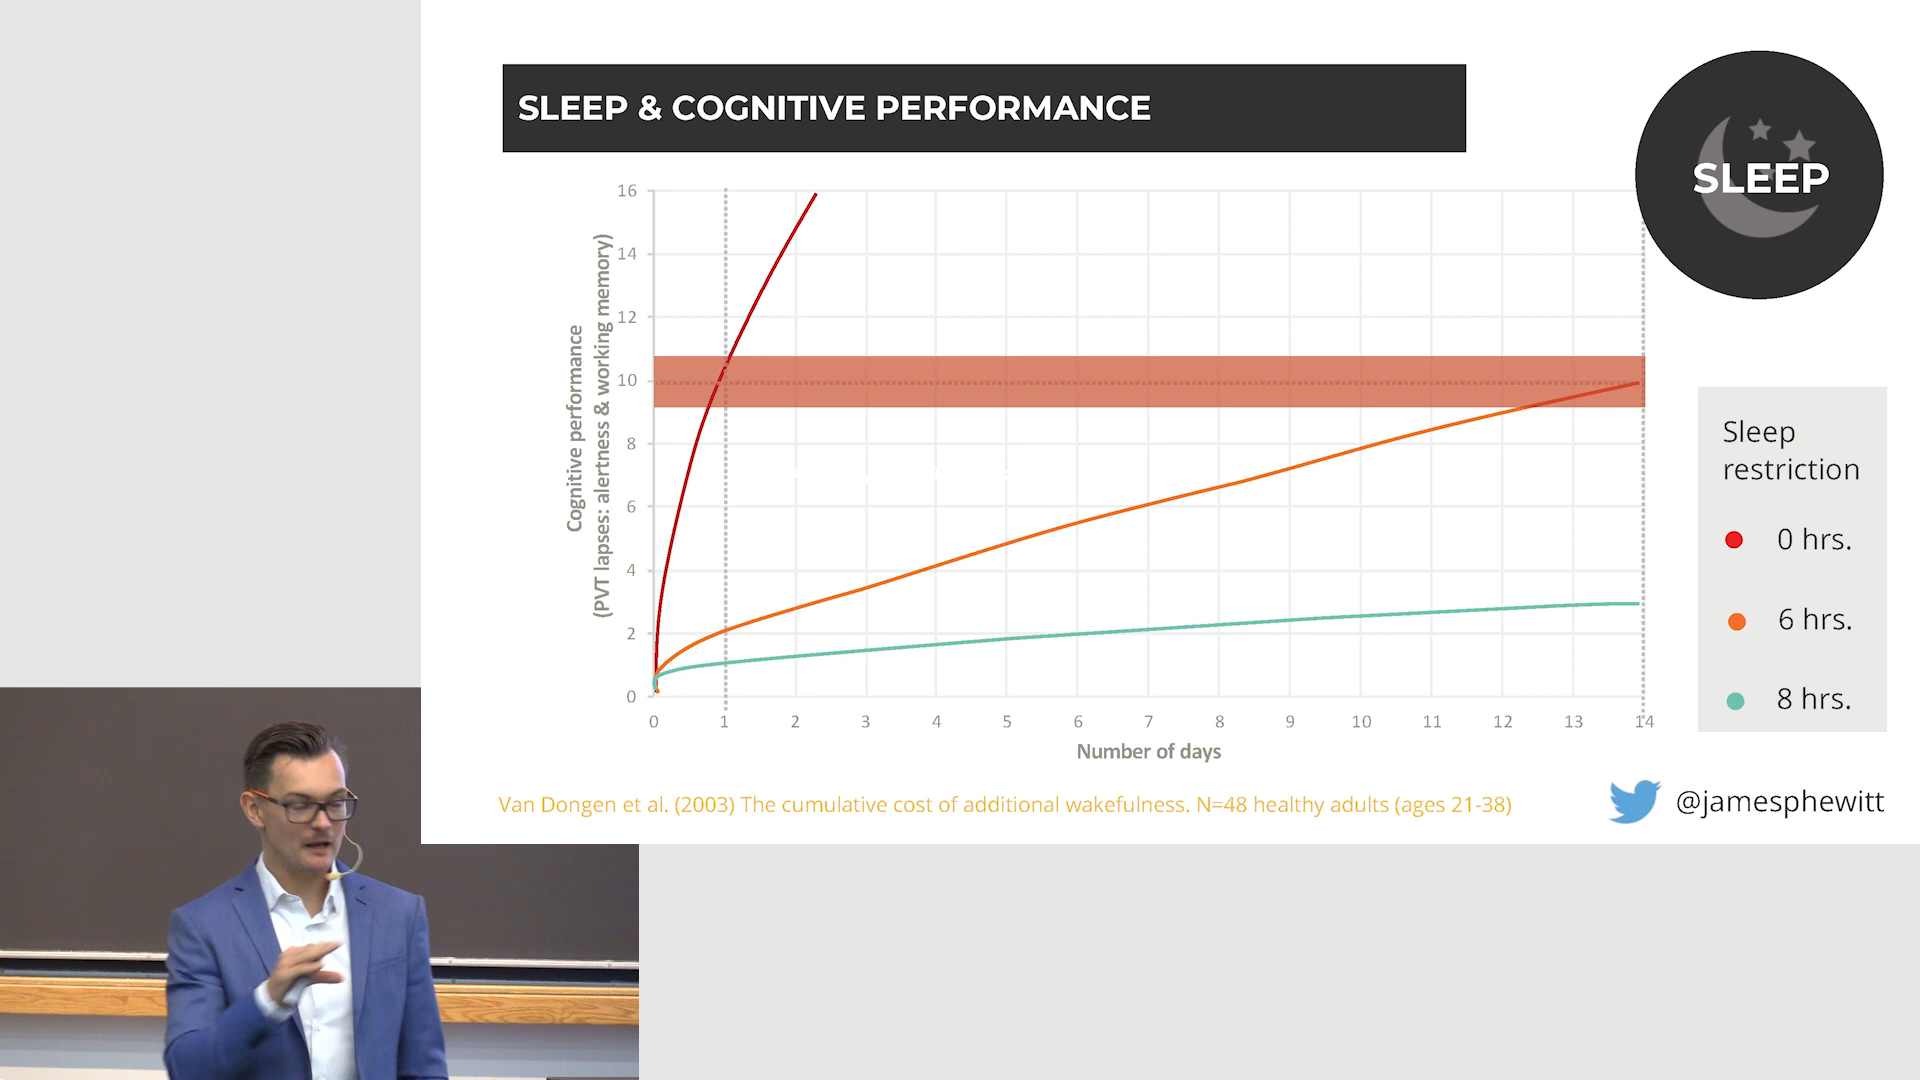 SLEEP & COGNITIVE PERFORMANCE
SLEEP
Cognitive performance
(PVT lapses: alertness & working memory)
16
14
12
10
8
6
4
2
0
0 1 2 3 4 5 6 7 8 9 10 11 12 13 14
Number of days
Sleep
restriction
0 hrs.
6 hrs.
8 hrs.
Van Dongen et al. (2003) The cumulative cost of additional wakefulness. N=48 healthy adults (ages 21-38)
@jamesphewitt